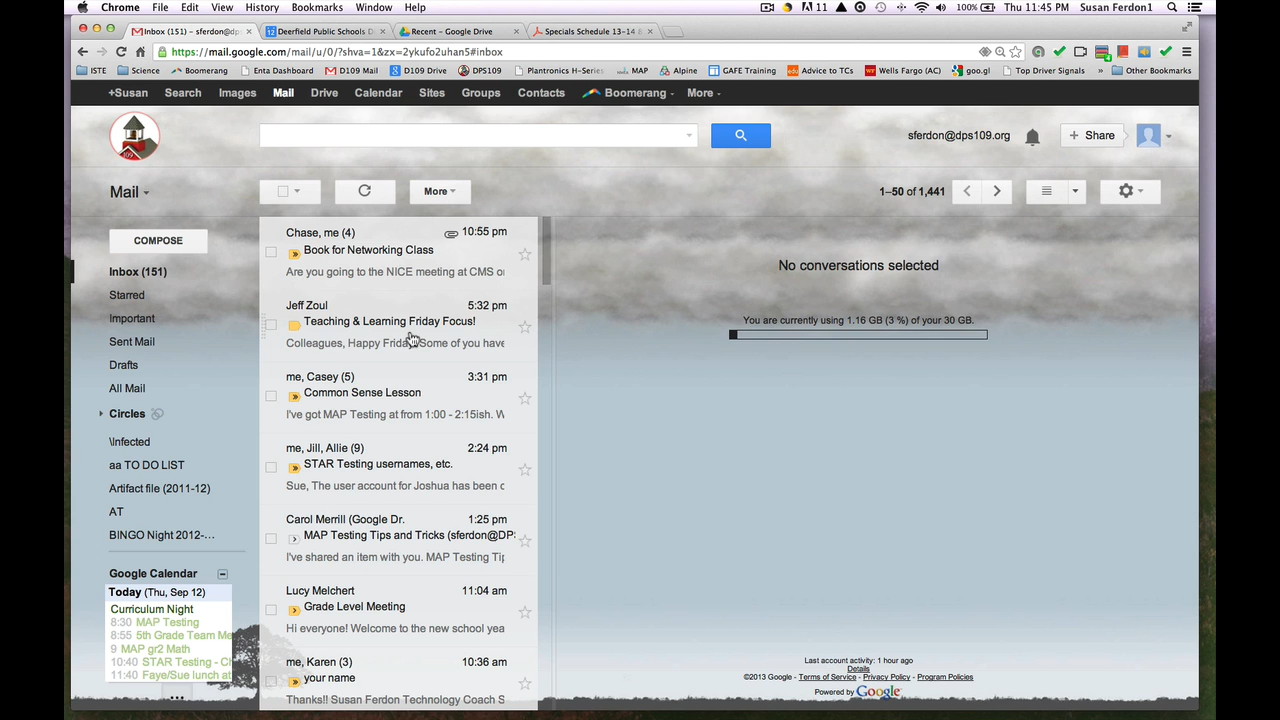 Chrome File Edit View History Bookmarks Window Help 11 100% Thu 11:45 PM Susan Ferdon1
Inbox (151) – sferdon@dps109. Deerfield Public Schools D Recent – Google Drive Specials Schedule 13–14 &
https://mail.google.com/mail/u/0/?shva=1&zx=2ykufo2uhan5#inbox
ISTE Science Boomerang Enta Dashboard D109 Mail D109 Drive DPS109 Plantronics H–Series MAP Alpine GAFE Training Advice to TCs Wells Fargo (AC) goo.gl Top Driver Signals » Other Bookmarks
+Susan Search Images Mail Drive Calendar Sites Groups Contacts Boomerang More
109
sferdon@dps109.org + Share
Mail More 1–50 of 1,441
COMPOSE
Inbox (151)
Starred
Important
Sent Mail
Drafts
All Mail
Circles
\Infected
aa TO DO LIST
Artifact file (2011-12)
AT
BINGO Night 2012-...
Google Calendar
Today (Thu, Sep 12)
Curriculum Night
8:30 MAP Testing
8:55 5th Grade Team Me
9 MAP gr2 Math
10:40 STAR Testing - Ch
11:40 Faye/Sue lunch at
...
Chase, me (4) 10:55 pm
Book for Networking Class
Are you going to the NICE meeting at CMS or
Jeff Zoul 5:32 pm
Teaching & Learning Friday Focus!
Colleagues, Happy Friday Some of you have
me, Casey (5) 3:31 pm
Common Sense Lesson
I've got MAP Testing at from 1:00 - 2:15ish. W
me, Jill, Allie (9) 2:24 pm
STAR Testing usernames, etc.
Sue, The user account for Joshua has been c
Carol Merrill (Google Dr. 1:25 pm
MAP Testing Tips and Tricks (sferdon@DPS
I've shared an item with you. MAP Testing Tip
Lucy Melchert 11:04 am
Grade Level Meeting
Hi everyone! Welcome to the new school yea
me, Karen (3) 10:36 am
your name
Thanks!! Susan Ferdon Technology Coach S
No conversations selected
You are currently using 1.16 GB (3 %) of your 30 GB.
Last account activity: 1 hour ago
Details
©2013 Google - Terms of Service - Privacy Policy - Program Policies
Powered by Google